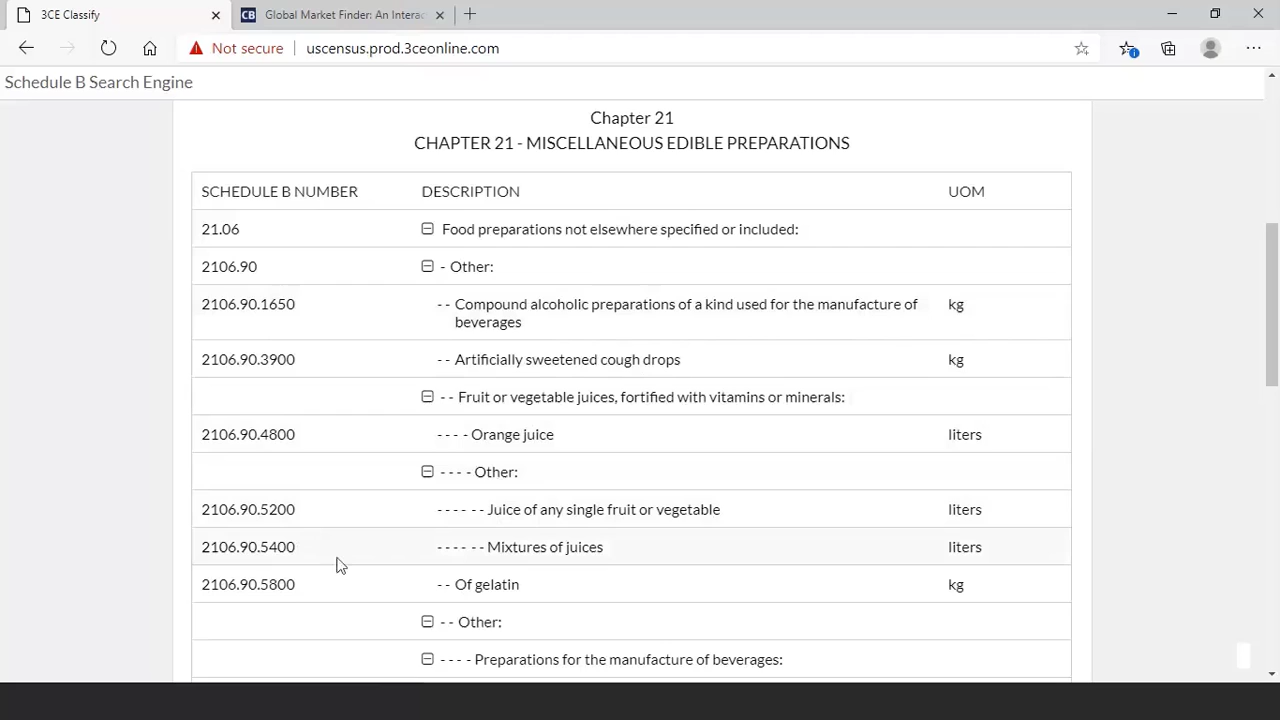 3CE Classify
CB Global Market Finder: An Interac
Not secure uscensus.prod.3ceonline.com
Schedule B Search Engine
Chapter 21
CHAPTER 21 - MISCELLANEOUS EDIBLE PREPARATIONS
SCHEDULE B NUMBER DESCRIPTION UOM
21.06 Food preparations not elsewhere specified or included:
2106.90 - Other:
2106.90.1650 - - Compound alcoholic preparations of a kind used for the manufacture of kg
beverages
2106.90.3900 - - Artificially sweetened cough drops kg
- - Fruit or vegetable juices, fortified with vitamins or minerals:
2106.90.4800 - - - - Orange juice liters
- - - - Other:
2106.90.5200 - - - - - - Juice of any single fruit or vegetable liters
2106.90.5400 - - - - - - Mixtures of juices liters
2106.90.5800 - - Of gelatin kg
- - Other:
- - - - Preparations for the manufacture of beverages: